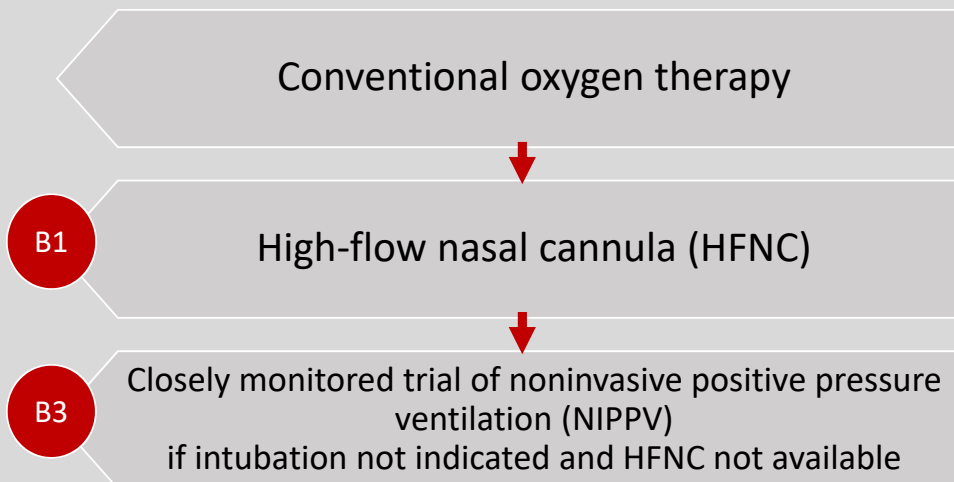 Conventional oxygen therapy
B1
High-flow nasal cannula (HFNC)
B3
Closely monitored trial of noninvasive positive pressure
ventilation (NIPPV)
if intubation not indicated and HFNC not available